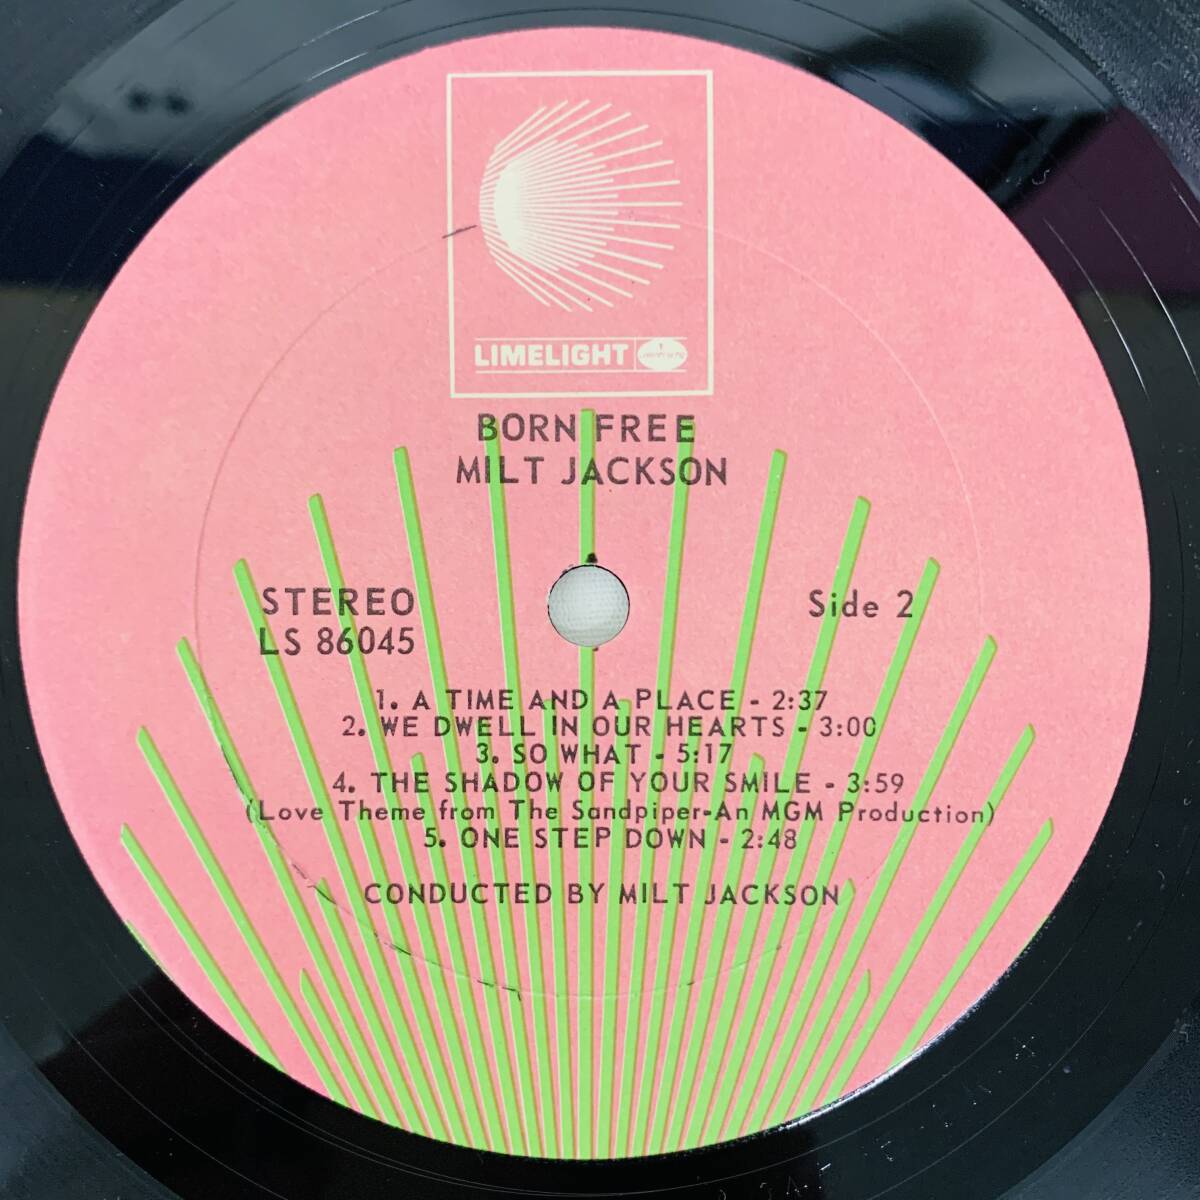 LIMELIGHT
BORN FREE
MILT JACKSON
STEREO
LS 86045
Side 2
1. A TIME AND A PLACE - 2:37
2. WE DWELL IN OUR HEARTS - 3:00
3. SO WHAT - 5:17
4. THE SHADOW OF YOUR SMILE - 3:59
(Love Theme from The Sandpiper-An MGM Production)
5. ONE STEP DOWN - 2:48
CONDUCTED BY MILT JACKSON